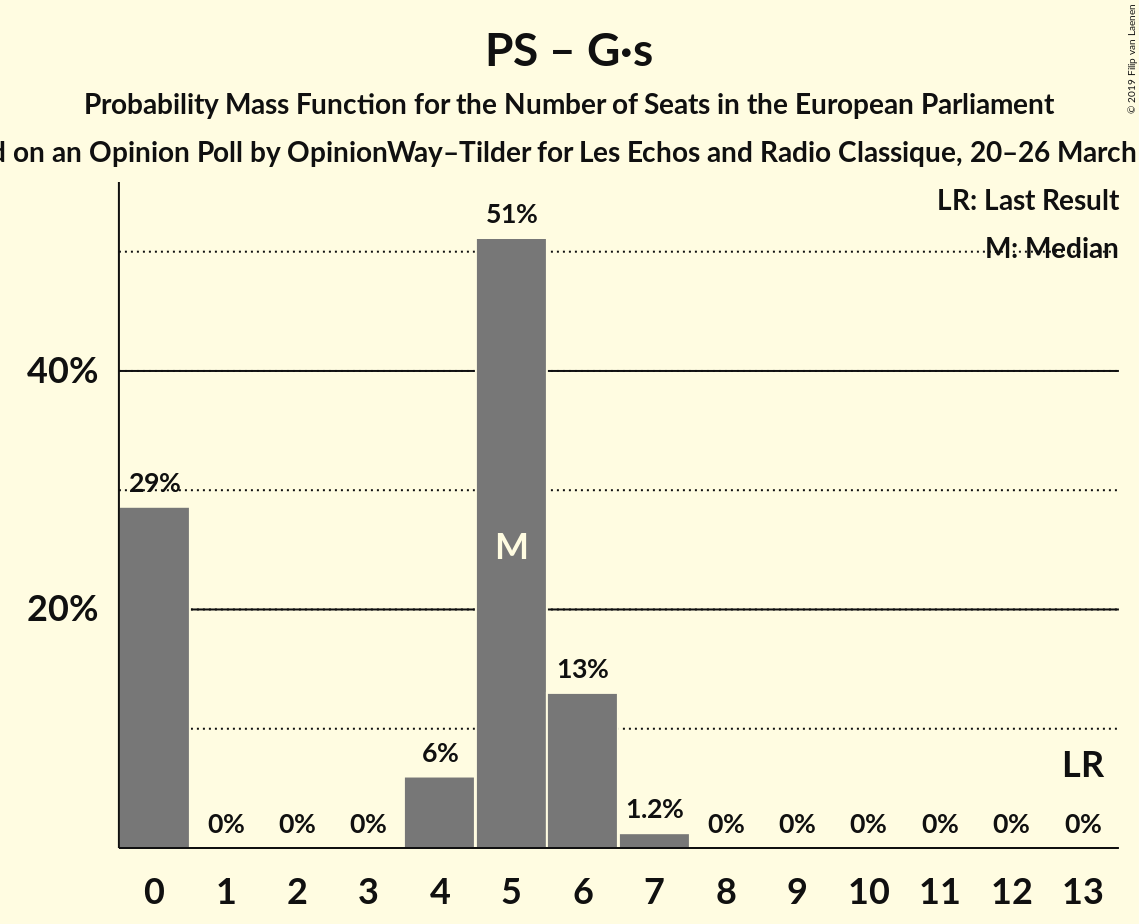 PS – G·s
Probability Mass Function for the Number of Seats in the European Parliament
on an Opinion Poll by OpinionWay–Tilder for Les Echos and Radio Classique, 20–26 March
© 2019 Filip van Laenen
LR: Last Result
M: Median
51%
40%
29%
M
20%
13%
6%
LR
1.2%
0% 0% 0% 0% 0% 0% 0% 0% 0%
0 1 2 3 4 5 6 7 8 9 10 11 12 13